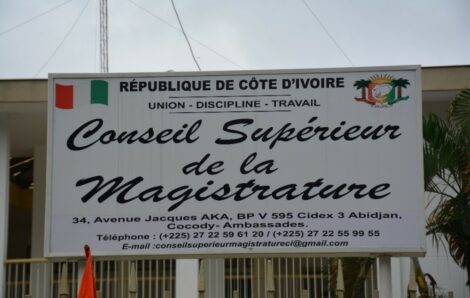 RÉPUBLIQUE DE CÔTE D'IVOIRE
UNION - DISCIPLINE - TRAVAIL
Conseil Supérieur
de la
Magistrature
34, Avenue Jacques AKA, BP V 595 Cidex 3 Abidjan,
Cocody- Ambassades.
Téléphone : (+225) 27 22 59 61 20 / (+225) 27 22 55 99 55
E-mail :conseilsuperieurmagistratureci@gmail.com